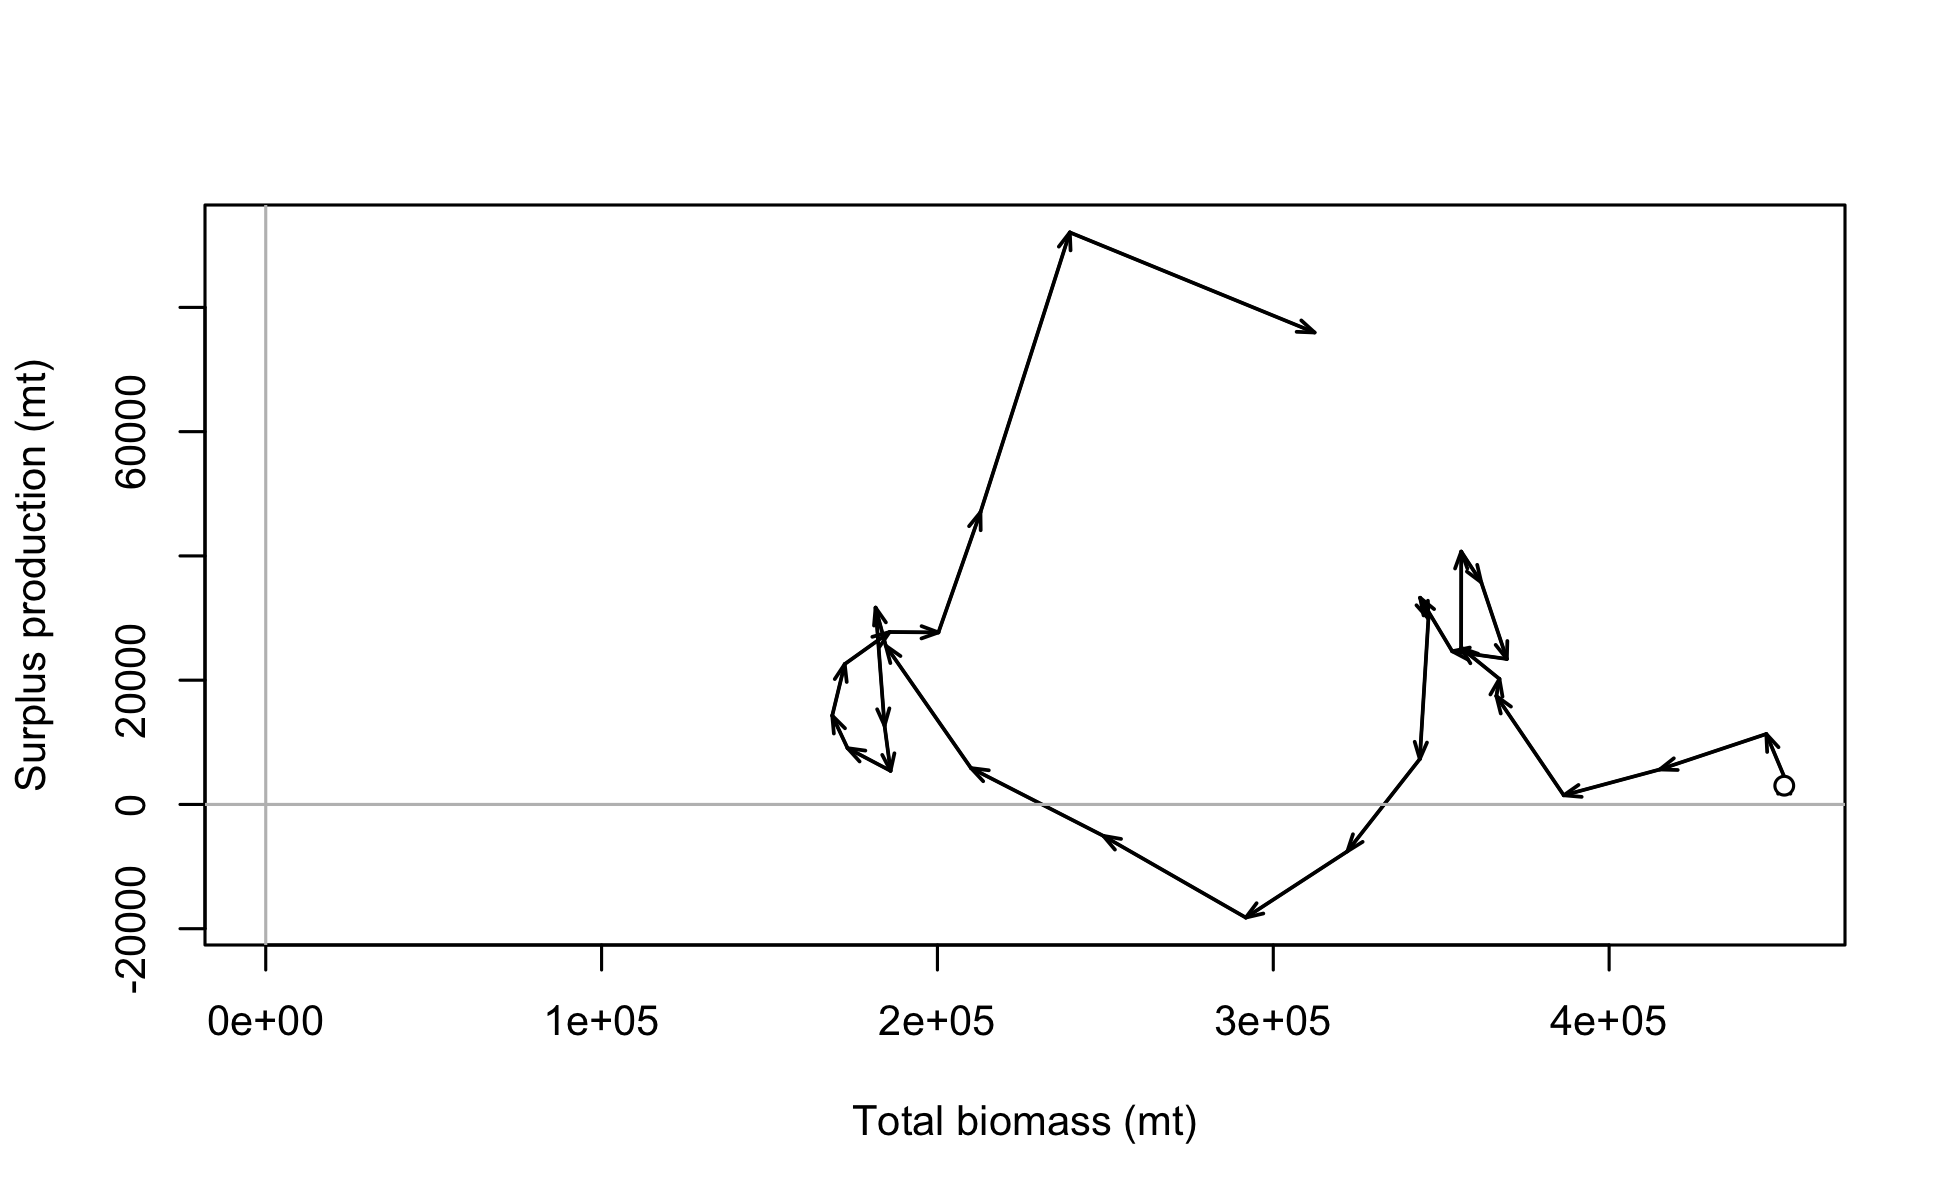 Surplus production (mt)
60000
20000
0
-20000
0e+00 1e+05 2e+05 3e+05 4e+05
Total biomass (mt)